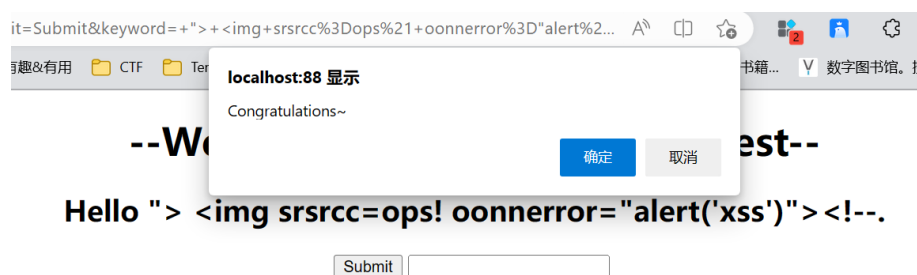 it=Submit&keyword=+">+<img+srsrcc%3Dops%21+oonnerror%3D"alert%2...
2
有趣&有用 CTF Ter 书籍... 数字图书馆。
localhost:88 显示
Congratulations~
确定 取消
--W est--
Hello "> <img srsrcc=ops! oonnerror="alert('xss')"><!--.
Submit